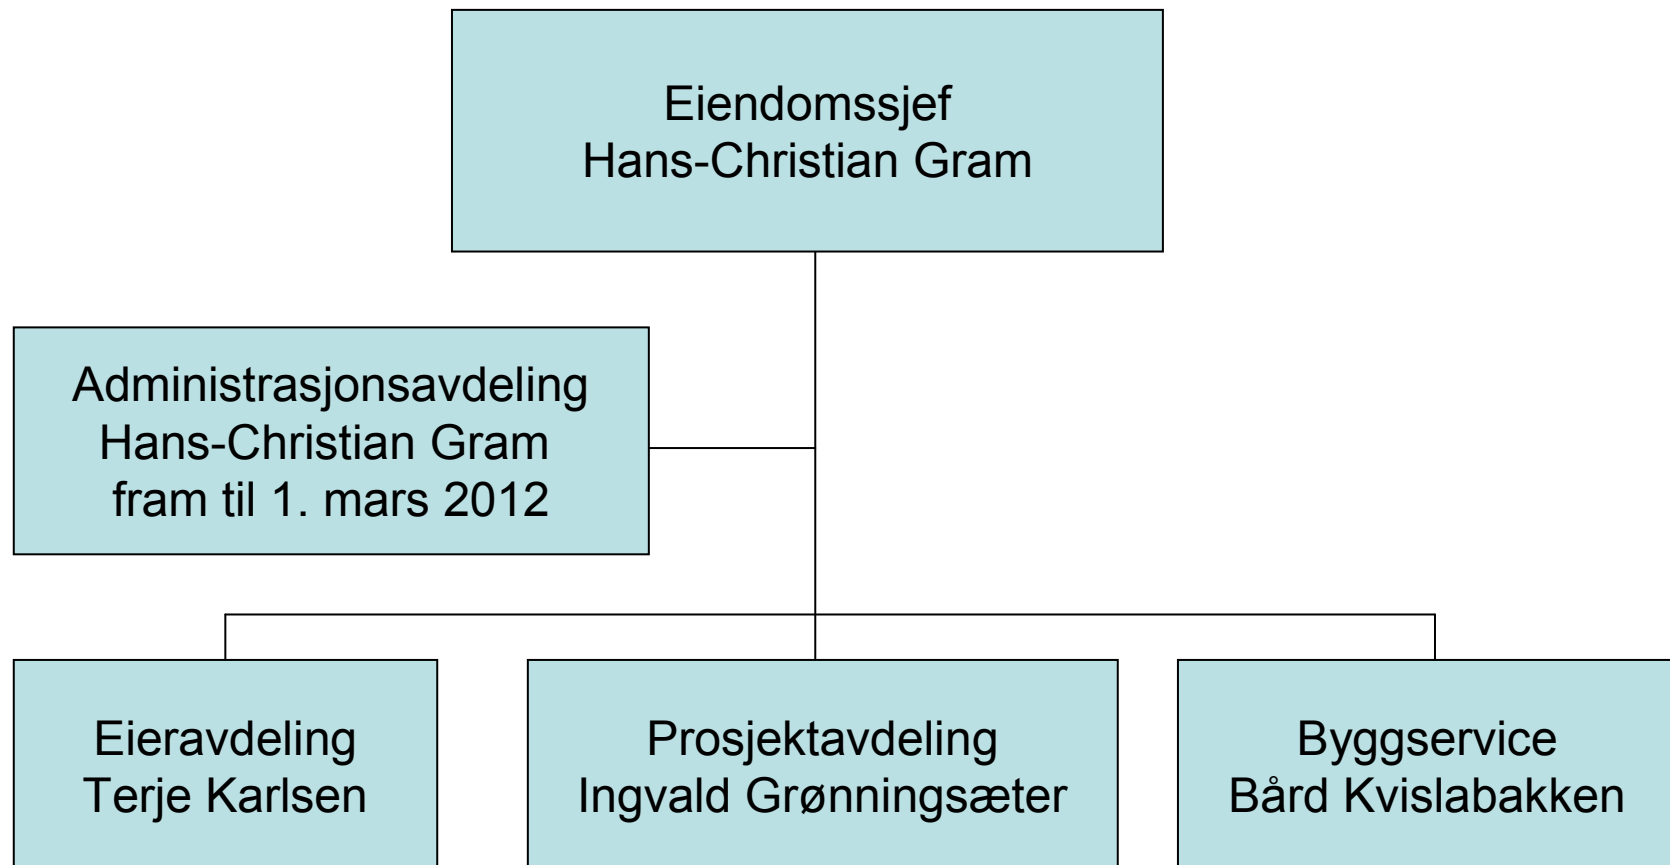 Eiendomssjef
Hans-Christian Gram
Administrasjonsavdeling
Hans-Christian Gram
fram til 1. mars 2012
Eieravdeling
Terje Karlsen
Prosjektavdeling
Ingvald Grønningsæter
Byggservice
Bård Kvislabakken